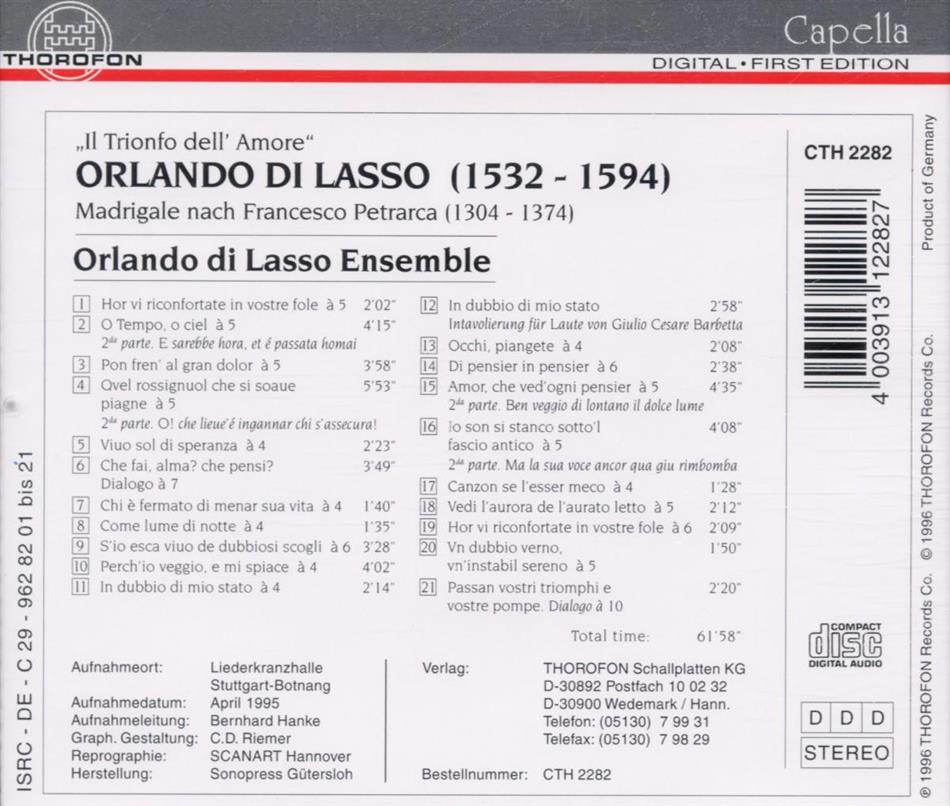 THOROFON
Capella
DIGITAL • FIRST EDITION
„Il Trionfo dell' Amore“
ORLANDO DI LASSO (1532 - 1594)
Madrigale nach Francesco Petrarca (1304 - 1374)
Orlando di Lasso Ensemble
1 Hor vi riconfortate in vostre fole à 5 2'02"
2 O Tempo, o ciel à 5 4'15"
2da parte. E sarebbe hora, et é passata homai
3 Pon fren' al gran dolor à 5 3'58"
4 Qvel rossignuol che si soaue 5'53"
piagne à 5
2da parte. O! che lieue'é ingannar chi s'assecura!
5 Viuo sol di speranza à 4 2'23"
6 Che fai, alma? che pensi? 3'49"
Dialogo à 7
7 Chi è fermato di menar sua vita à 4 1'40"
8 Come lume di notte à 4 1'35"
9 S'io esca viuo de dubbiosi scogli à 6 3'28"
10 Perch'io veggio, e mi spiace à 4 4'02"
11 In dubbio di mio stato à 4 2'14"
12 In dubbio di mio stato 2'58"
Intavolierung für Laute von Giulio Cesare Barbetta
13 Occhi, piangete à 4 2'08"
14 Di pensier in pensier à 6 2'38"
15 Amor, che ved'ogni pensier à 5 4'35"
2da parte. Ben veggio di lontano il dolce lume
16 Io son si stanco sotto'l 4'08"
fascio antico à 5
2da parte. Ma la sua voce ancor qua giu rimbomba
17 Canzon se l'esser meco à 4 1'28"
18 Vedi l'aurora de l'aurato letto à 5 2'12"
19 Hor vi riconfortate in vostre fole à 6 2'09"
20 Vn dubbio verno, 1'50"
vn'instabil sereno à 5
21 Passan vostri triomphi e 2'20"
vostre pompe. Dialogo à 10
Total time: 61'58"
Aufnahmeort: Liederkranzhalle
Stuttgart-Botnang
Aufnahmedatum: April 1995
Aufnahmeleitung: Bernhard Hanke
Graph. Gestaltung: C.D. Riemer
Reprographie: SCANART Hannover
Herstellung: Sonopress Gütersloh
Verlag: THOROFON Schallplatten KG
D-30892 Postfach 10 02 32
D-30900 Wedemark / Hann.
Telefon: (05130) 7 99 31
Telefax: (05130) 7 98 29
Bestellnummer: CTH 2282
CTH 2282
4 003913 122827
COMPACT
disc
DIGITAL AUDIO
D D D
STEREO
ISRC - DE - C 29 - 962 82 01 bis '21
℗ 1996 THOROFON Records Co. © 1996 THOROFON Records Co. Product of Germany